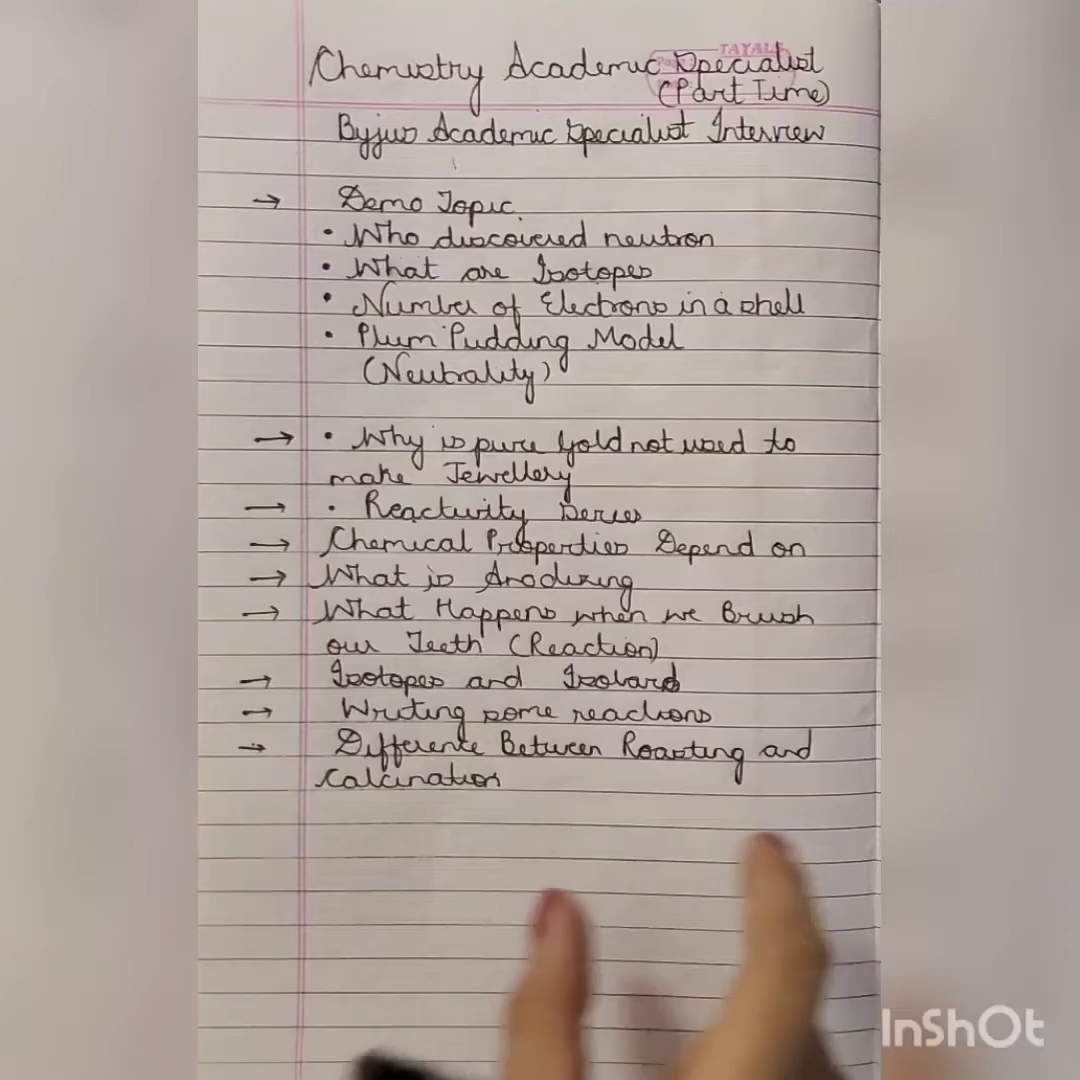 TAYAL
Chemistry Academic Specialist
(Part Time)
Byjus Academic Specialist Interview
→ Demo Topic.
• Who discovered neutron
• What are Isotopes
• Number of Electrons in a shell
• Plum Pudding Model
(Neutrality)
→ • Why is pure Gold not used to
make Jewellery
→ • Reactivity Series
→ Chemical Properties Depend on
→ What is Anodizing
→ What Happens when we Brush
our Teeth (Reaction)
→ Isotopes and Isobars
→ Writing some reactions
→ Difference Between Roasting and
Calcination
InShOt